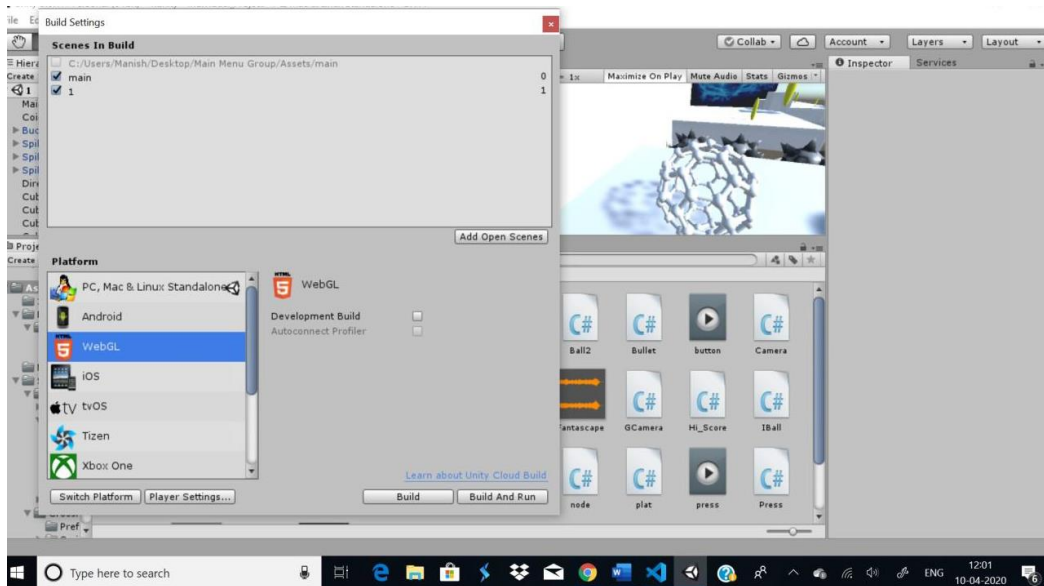 Build Settings
Scenes In Build
C:/Users/Manish/Desktop/Main Menu Group/Assets/main
main 0
1 1
Add Open Scenes
Platform
PC, Mac & Linux Standalone
Android
WebGL
iOS
tvOS
Tizen
Xbox One
WebGL
Development Build
Autoconnect Profiler
Learn about Unity Cloud Build
Switch Platform
Player Settings...
Build
Build And Run
Collab
Account
Layers
Layout
1x
Maximize On Play
Mute Audio
Stats
Gizmos
Inspector
Services
Create
1
Create
Ball2
Bullet
button
Camera
GCamera
Hi_Score
IBall
node
plat
press
Press
Pref
Type here to search
ENG
12:01
10-04-2020
6